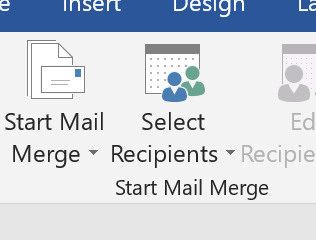 Insert Design
Start Mail Select
Merge Recipients
Start Mail Merge